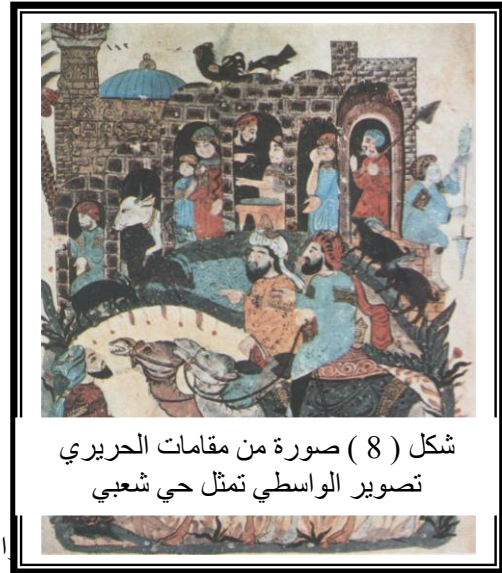 شكل ( 8 ) صورة من مقامات الحريري
تصوير الواسطي تمثل حي شعبي